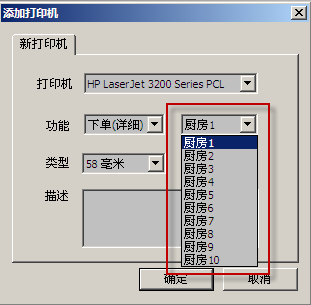 添加打印机
新打印机
打印机 HP LaserJet 3200 Series PCL
功能 下单(详细) 厨房1
厨房1
厨房2
类型 58 毫米 厨房3
厨房4
描述 厨房5
厨房6
厨房7
厨房8
厨房9
厨房10
确定 取消